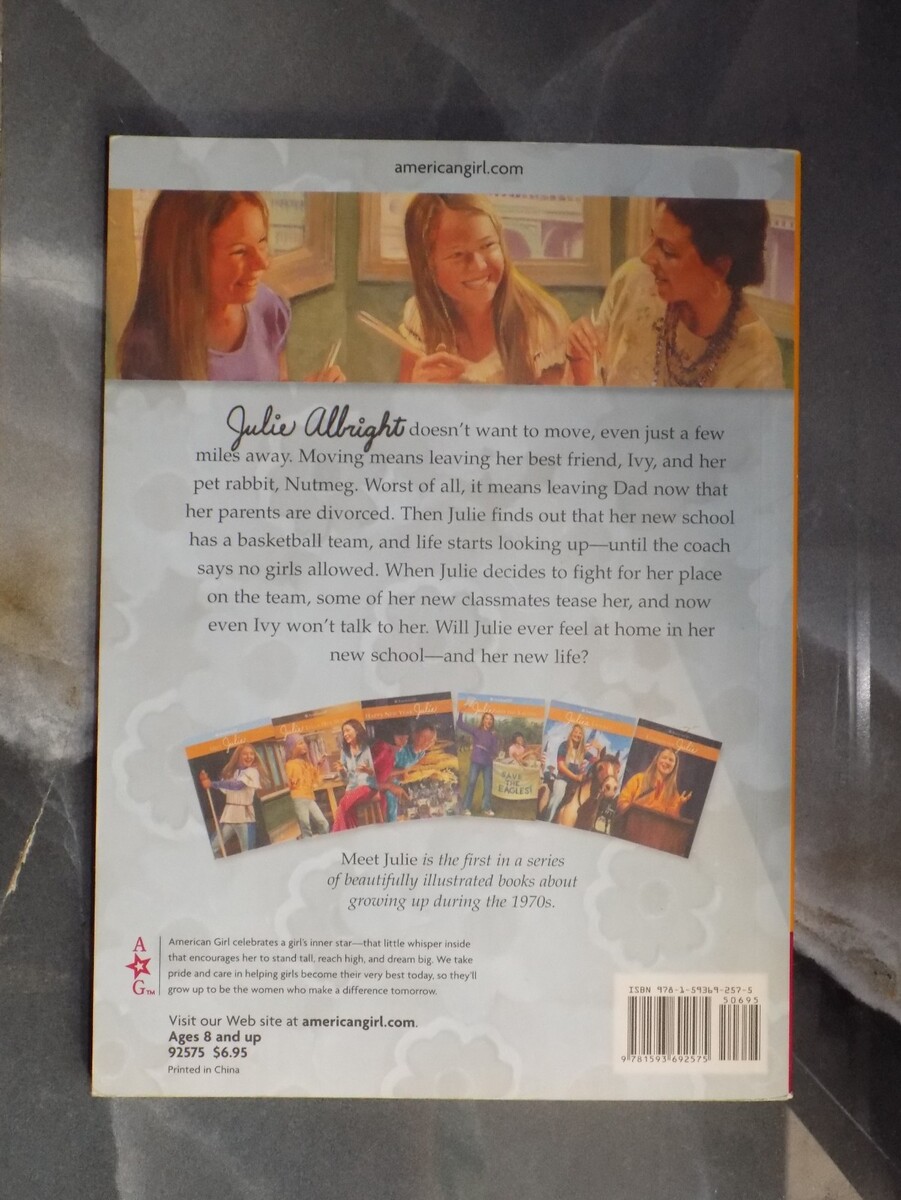 americangirl.com
Julie Albright doesn't want to move, even just a few
miles away. Moving means leaving her best friend, Ivy, and her
pet rabbit, Nutmeg. Worst of all, it means leaving Dad now that
her parents are divorced. Then Julie finds out that her new school
has a basketball team, and life starts looking up—until the coach
says no girls allowed. When Julie decides to fight for her place
on the team, some of her new classmates tease her, and now
even Ivy won't talk to her. Will Julie ever feel at home in her
new school—and her new life?
Julie
Julie
Happy New Year, Julie
Julie
Julie
SAVE
THE
EAGLES!
Meet Julie is the first in a series
of beautifully illustrated books about
growing up during the 1970s.
A
G™
American Girl celebrates a girl's inner star—that little whisper inside
that encourages her to stand tall, reach high, and dream big. We take
pride and care in helping girls become their very best today, so they'll
grow up to be the women who make a difference tomorrow.
Visit our Web site at americangirl.com.
Ages 8 and up
92575 $6.95
Printed in China
ISBN 978-1-59369-257-5
50695
9 781593 692575